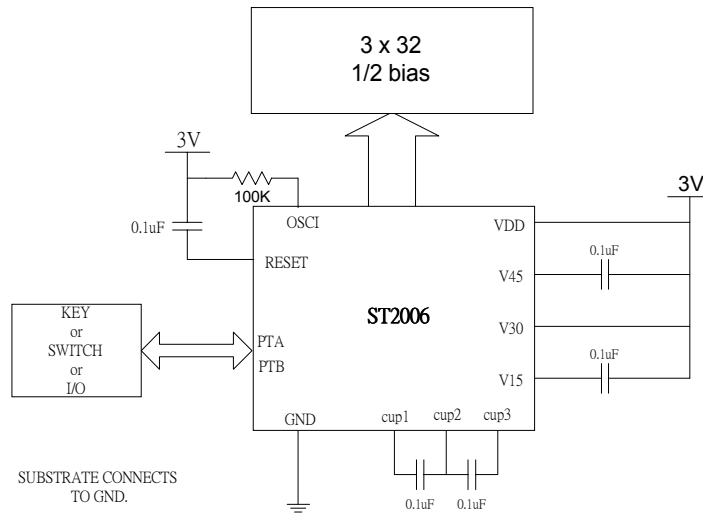 3 x 32
1/2 bias
3V
100K
0.1uF
OSCI
RESET
3V
VDD
0.1uF
V45
ST2006
V30
0.1uF
V15
KEY
or
SWITCH
or
I/O
PTA
PTB
GND
cup1
cup2
cup3
0.1uF
0.1uF
SUBSTRATE CONNECTS
TO GND.